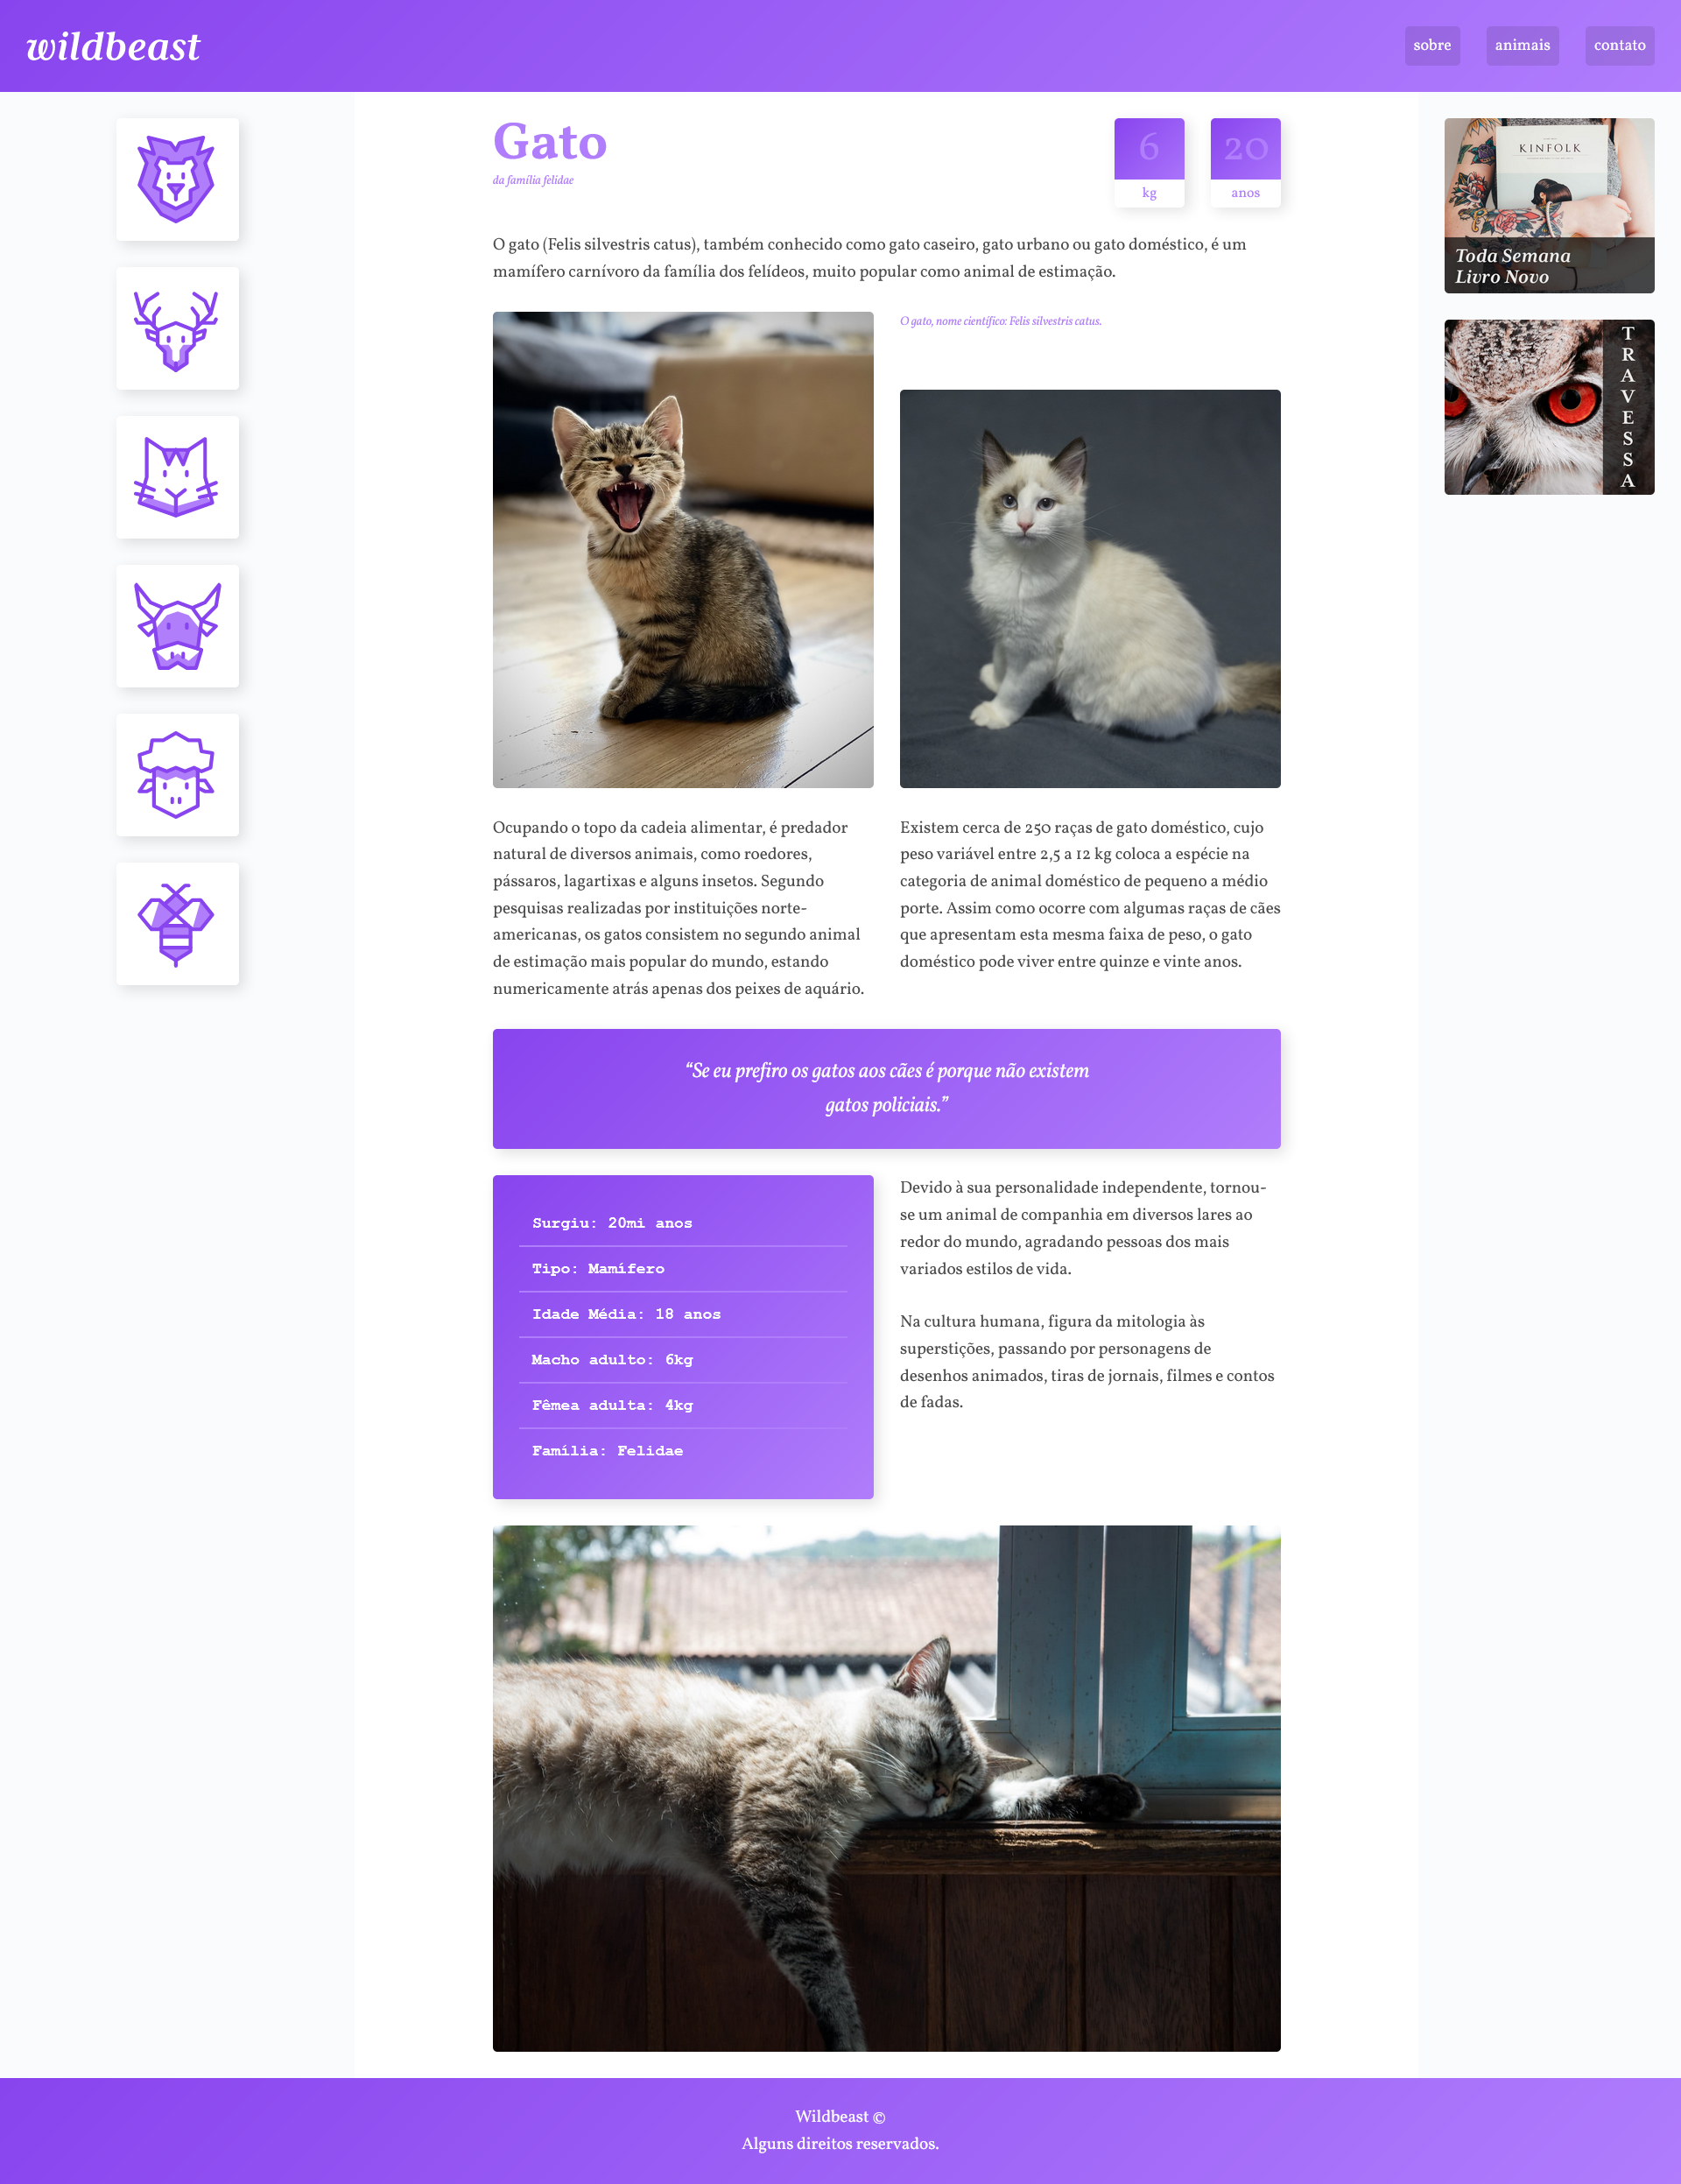 wildbeast
sobre
animais
contato
Gato
da família felidae
6
kg
20
anos
O gato (Felis silvestris catus), também conhecido como gato caseiro, gato urbano ou gato doméstico, é um
mamífero carnívoro da família dos felídeos, muito popular como animal de estimação.
O gato, nome científico: Felis silvestris catus.
Ocupando o topo da cadeia alimentar, é predador
natural de diversos animais, como roedores,
pássaros, lagartixas e alguns insetos. Segundo
pesquisas realizadas por instituições norte-
americanas, os gatos consistem no segundo animal
de estimação mais popular do mundo, estando
numericamente atrás apenas dos peixes de aquário.
Existem cerca de 250 raças de gato doméstico, cujo
peso variável entre 2,5 a 12 kg coloca a espécie na
categoria de animal doméstico de pequeno a médio
porte. Assim como ocorre com algumas raças de cães
que apresentam esta mesma faixa de peso, o gato
doméstico pode viver entre quinze e vinte anos.
“Se eu prefiro os gatos aos cães é porque não existem
gatos policiais.”
Surgiu: 20mi anos
Tipo: Mamífero
Idade Média: 18 anos
Macho adulto: 6kg
Fêmea adulta: 4kg
Família: Felidae
Devido à sua personalidade independente, tornou-
se um animal de companhia em diversos lares ao
redor do mundo, agradando pessoas dos mais
variados estilos de vida.
Na cultura humana, figura da mitologia às
superstições, passando por personagens de
desenhos animados, tiras de jornais, filmes e contos
de fadas.
KINFOLK
Toda Semana
Livro Novo
TRAVESSA
Wildbeast ©
Alguns direitos reservados.